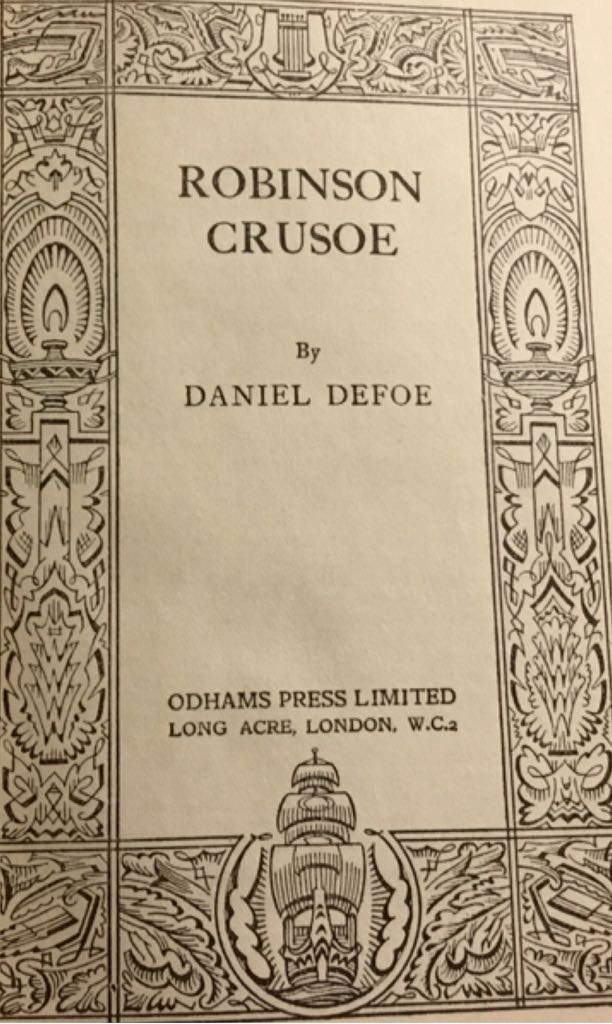 ROBINSON
CRUSOE
By
DANIEL DEFOE
ODHAMS PRESS LIMITED
LONG ACRE, LONDON, W.C.2